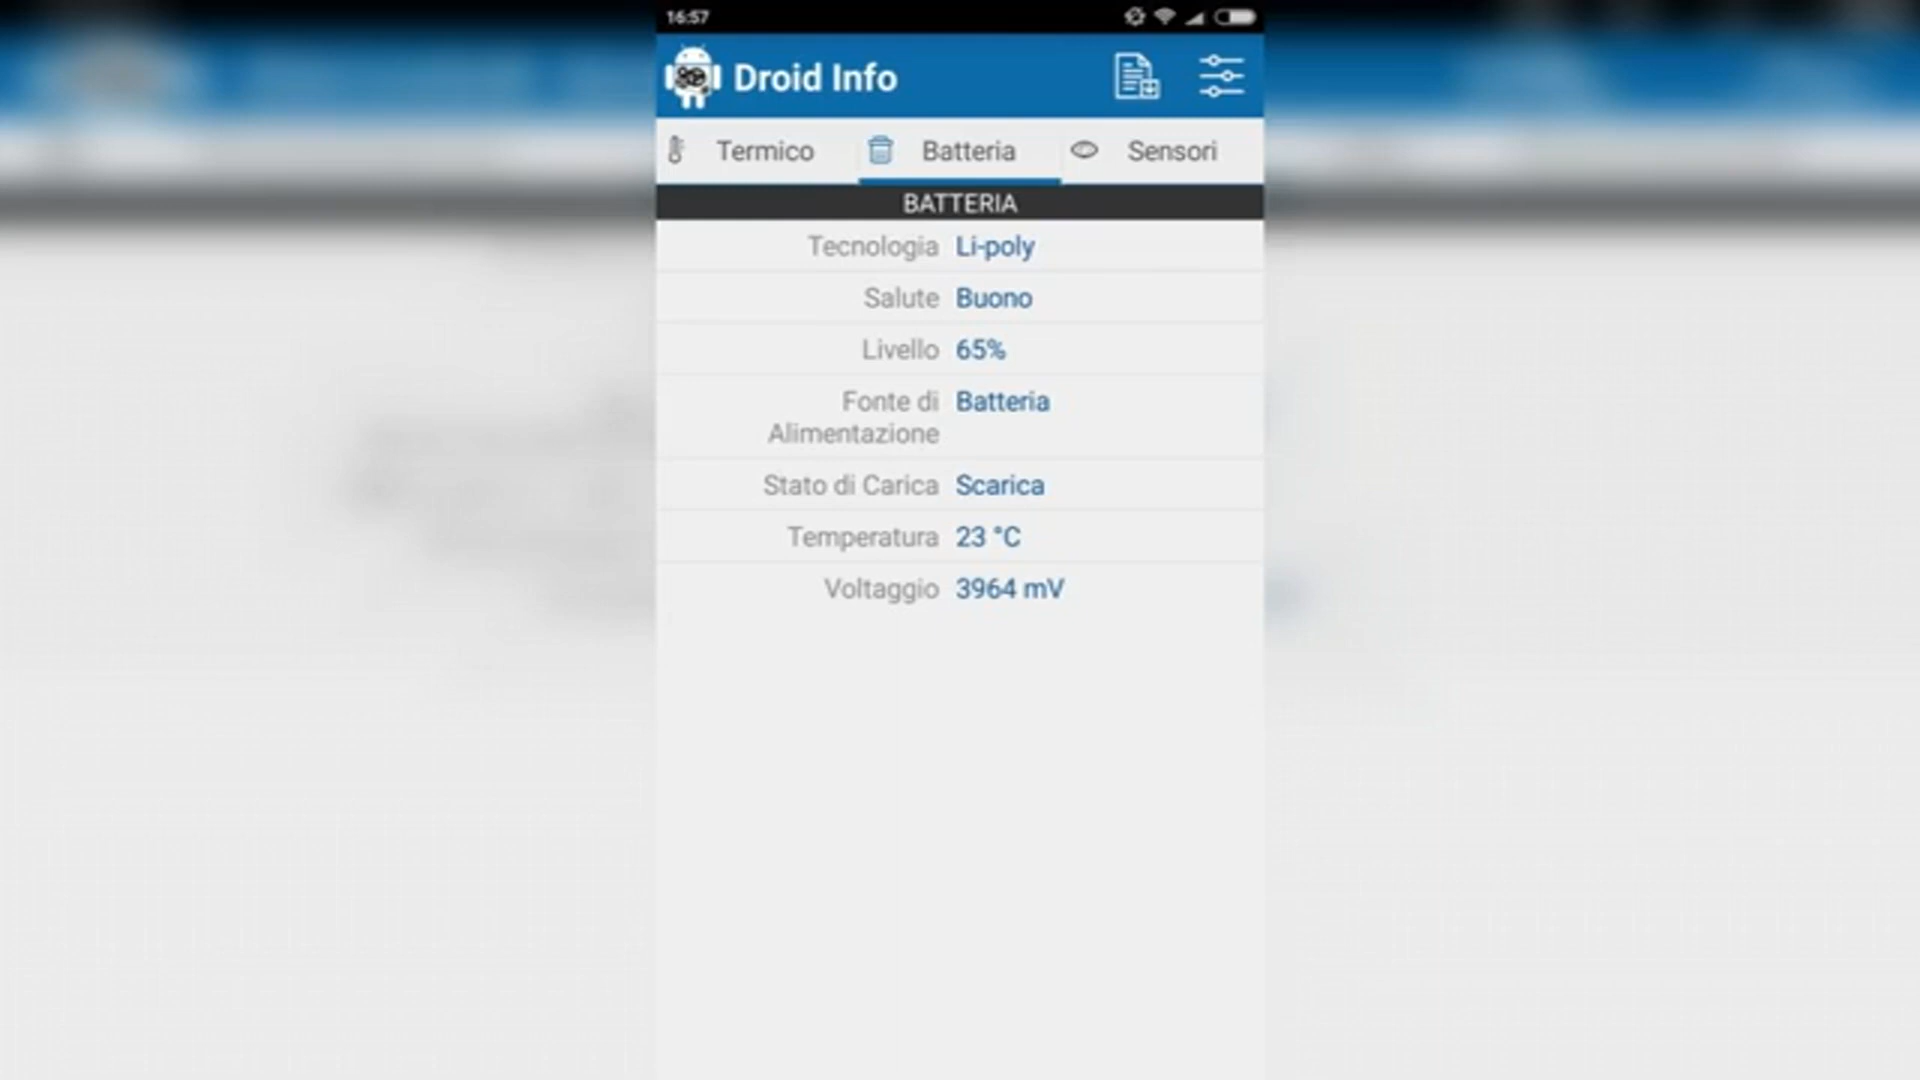 16:57
Droid Info
Termico Batteria Sensori
BATTERIA
Tecnologia Li-poly
Salute Buono
Livello 65%
Fonte di Batteria
Alimentazione
Stato di Carica Scarica
Temperatura 23 °C
Voltaggio 3964 mV